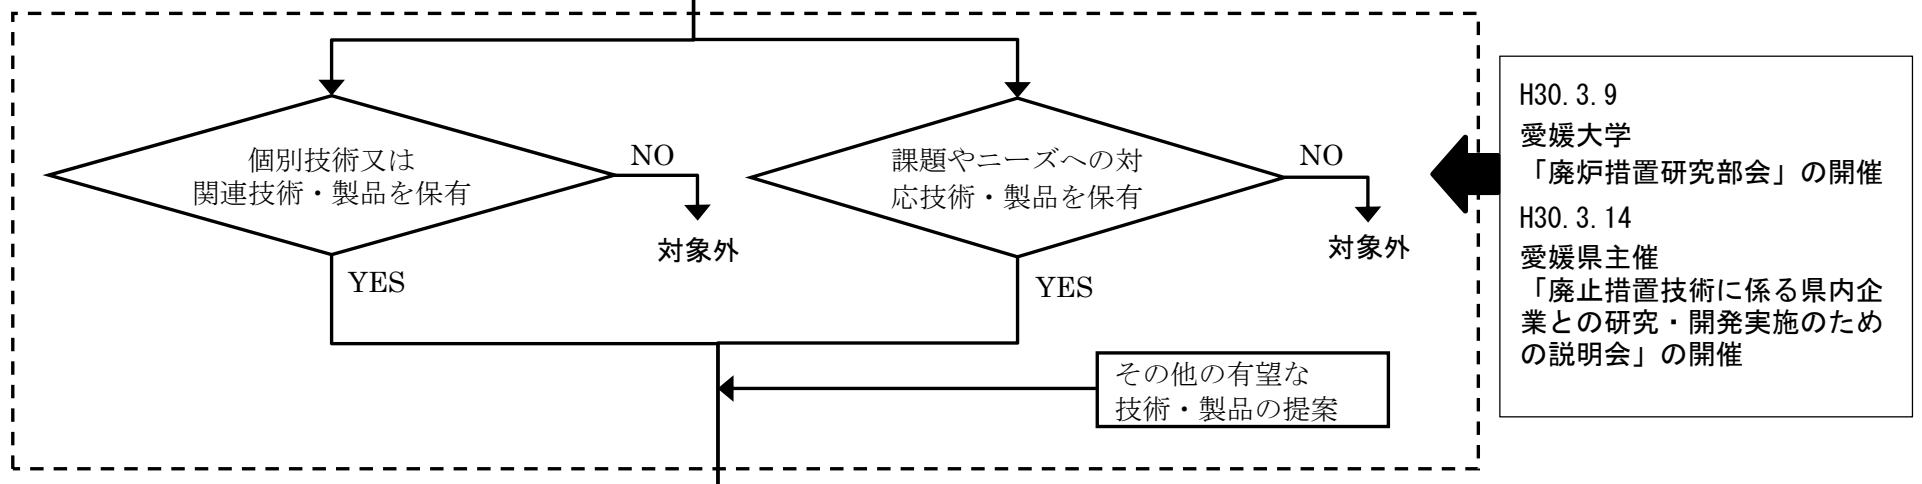 個別技術又は
関連技術・製品を保有
NO
対象外
YES
課題やニーズへの対
応技術・製品を保有
NO
対象外
YES
その他の有望な
技術・製品の提案
H30.3.9
愛媛大学
「廃炉措置研究部会」の開催
H30.3.14
愛媛県主催
「廃止措置技術に係る県内企
業との研究・開発実施のため
の説明会」の開催